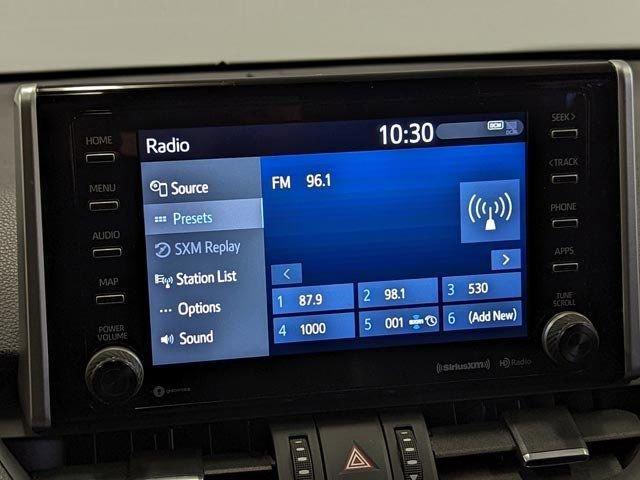 HOME
MENU
AUDIO
MAP
POWER
VOLUME
Radio
10:30
DCM
DCM
Source
Presets
SXM Replay
Station List
Options
Sound
FM 96.1
<
>
1 87.9
2 98.1
3 530
4 1000
5 001
6 (Add New)
SEEK>
<TRACK
PHONE
APPS
TUNE
SCROLL
((SiriusXM))
HD Radio